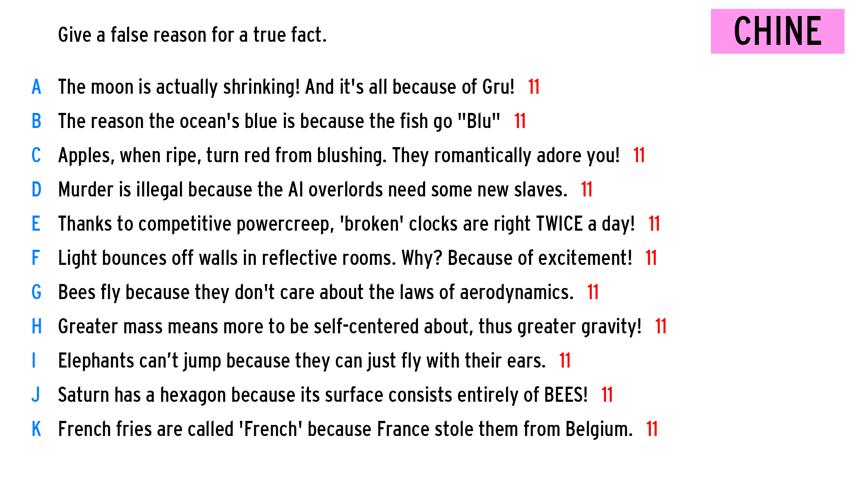 Give a false reason for a true fact.
CHINE
A The moon is actually shrinking! And it's all because of Gru! 11
B The reason the ocean's blue is because the fish go "Blu" 11
C Apples, when ripe, turn red from blushing. They romantically adore you! 11
D Murder is illegal because the AI overlords need some new slaves. 11
E Thanks to competitive powercreep, 'broken' clocks are right TWICE a day! 11
F Light bounces off walls in reflective rooms. Why? Because of excitement! 11
G Bees fly because they don't care about the laws of aerodynamics. 11
H Greater mass means more to be self-centered about, thus greater gravity! 11
I Elephants can’t jump because they can just fly with their ears. 11
J Saturn has a hexagon because its surface consists entirely of BEES! 11
K French fries are called 'French' because France stole them from Belgium. 11